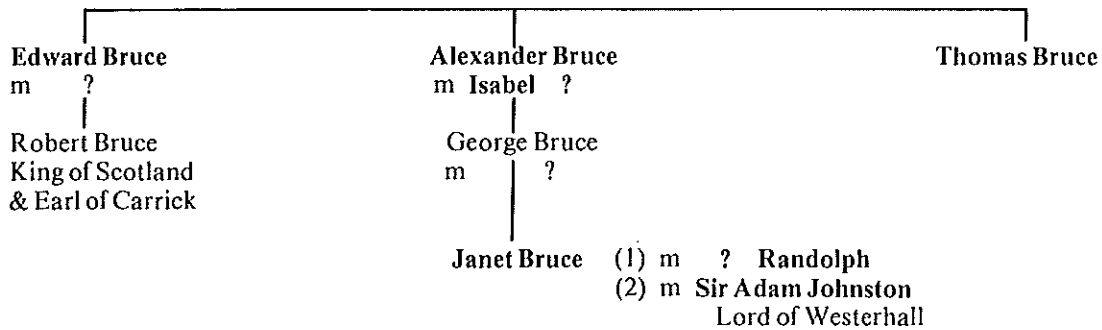 Edward Bruce Alexander Bruce Thomas Bruce
m ? m Isabel ?
Robert Bruce George Bruce
King of Scotland m ?
& Earl of Carrick
Janet Bruce (1) m ? Randolph
(2) m Sir Adam Johnston
Lord of Westerhall